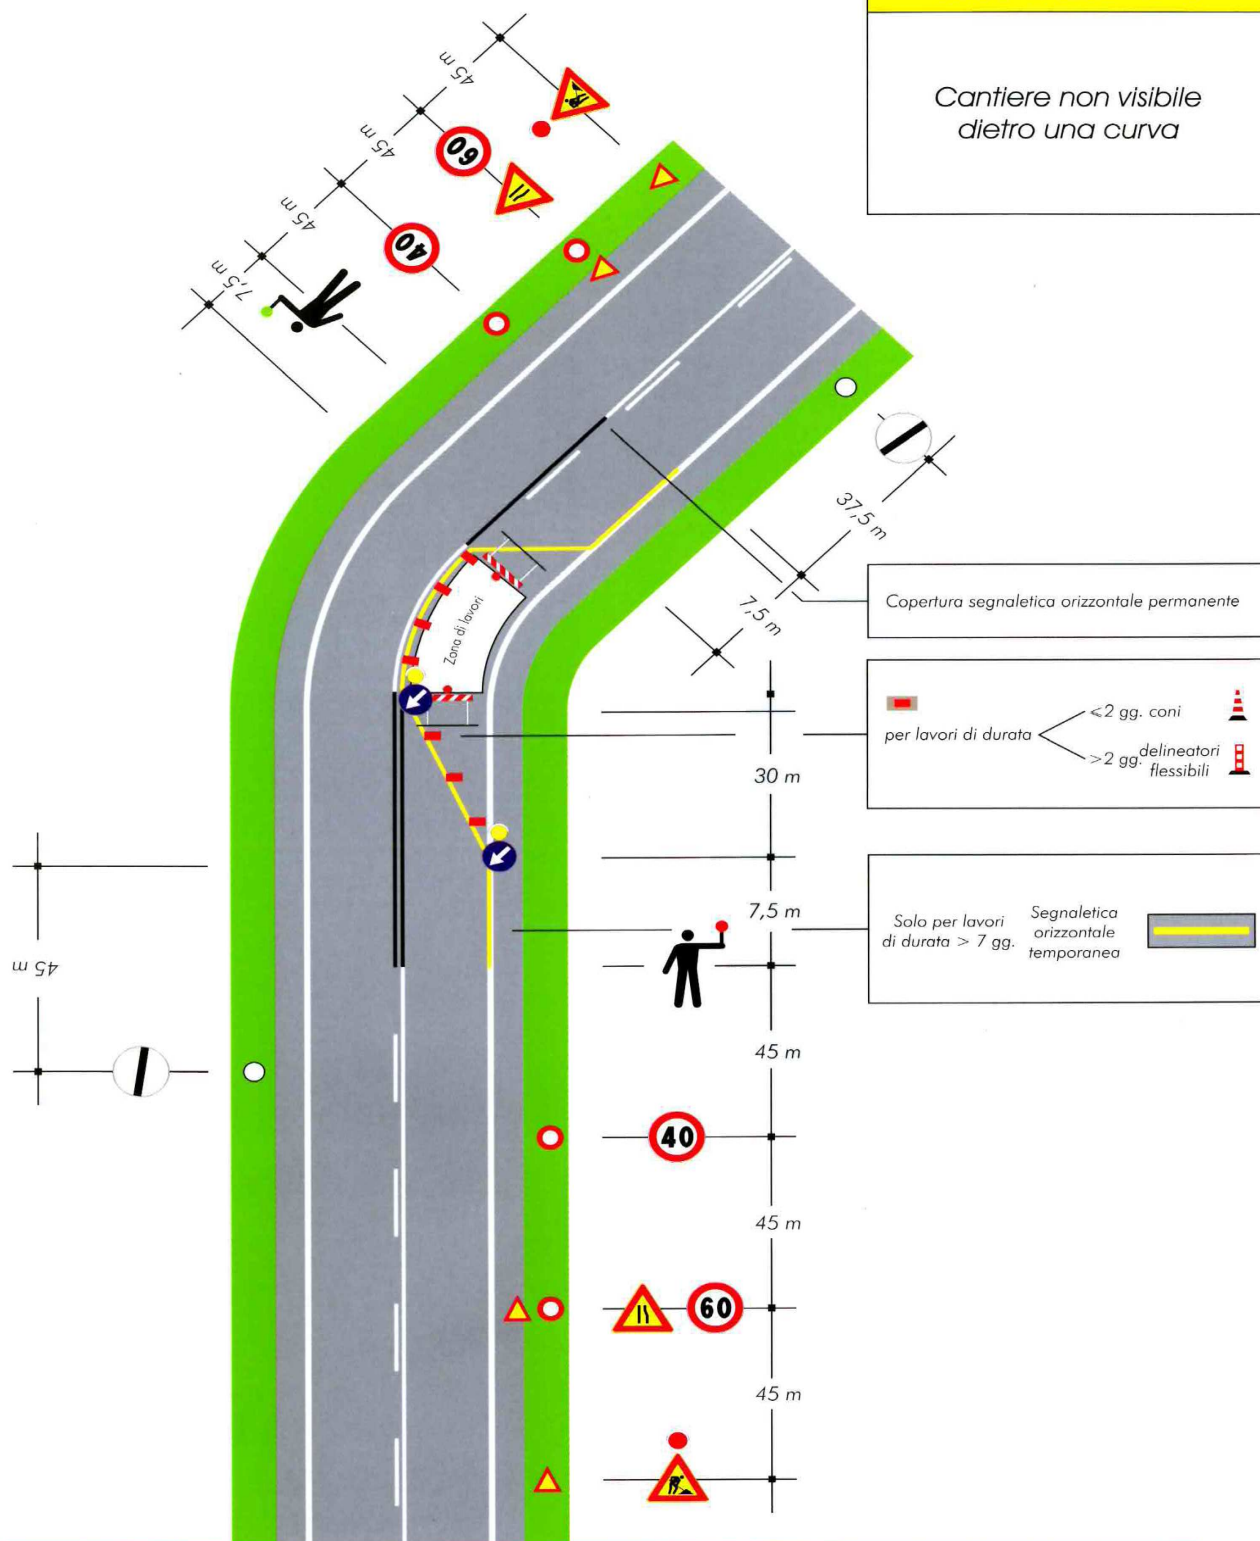 Cantiere non visibile
dietro una curva
45 m
45 m
45 m
7,5 m
60
40
37,5 m
7,5 m
Copertura segnaletica orizzontale permanente
Zona di lavori
per lavori di durata
<2 gg. coni
>2 gg. delineatori
flessibili
30 m
7,5 m
Solo per lavori
di durata > 7 gg.
Segnaletica
orizzontale
temporanea
45 m
45 m
40
45 m
60
45 m